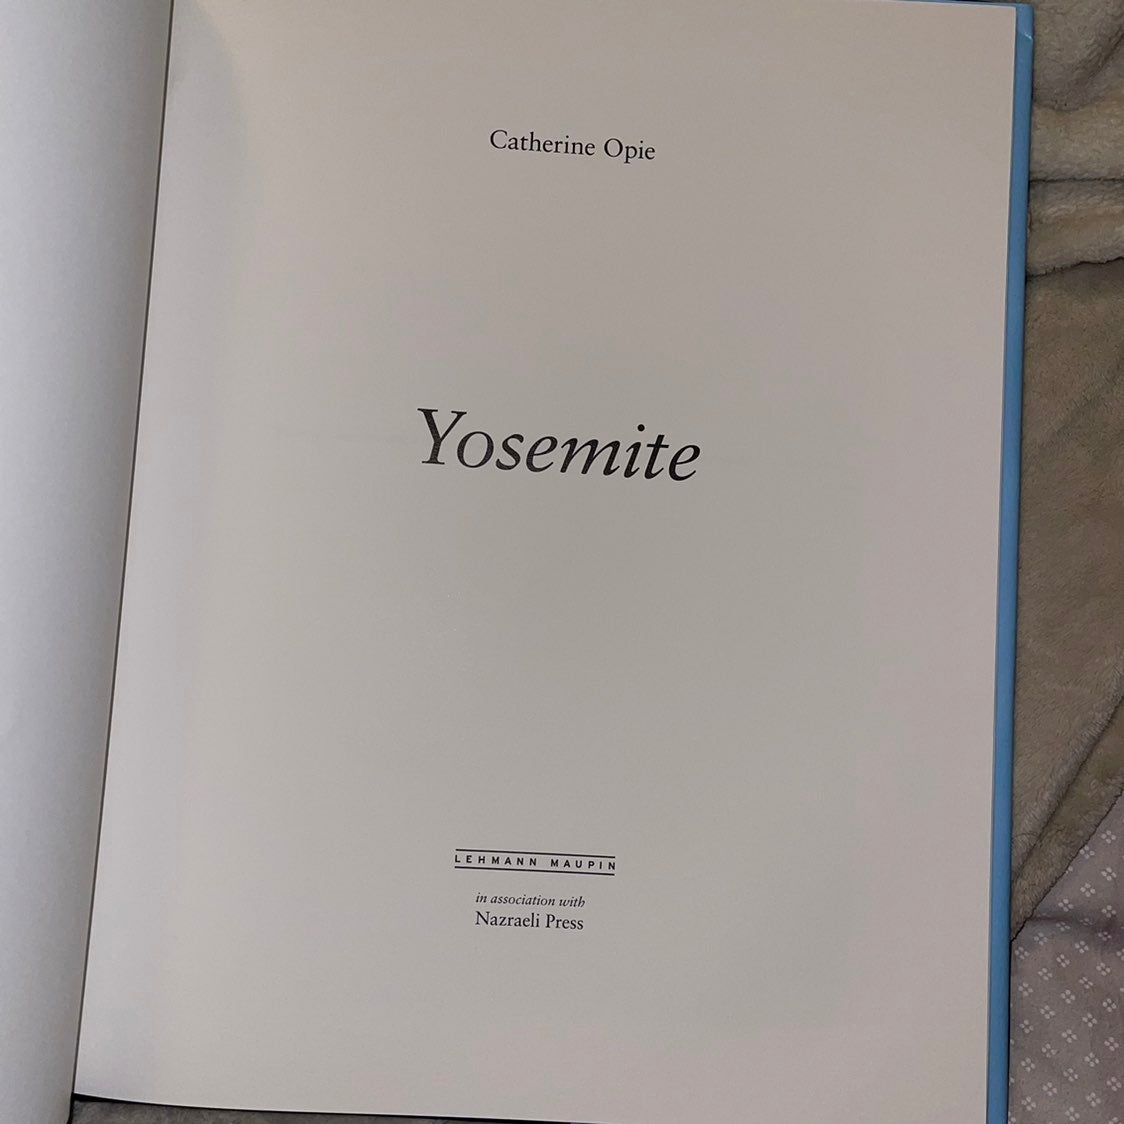 Catherine Opie
Yosemite
LEHMANN MAUPIN
in association with
Nazraeli Press